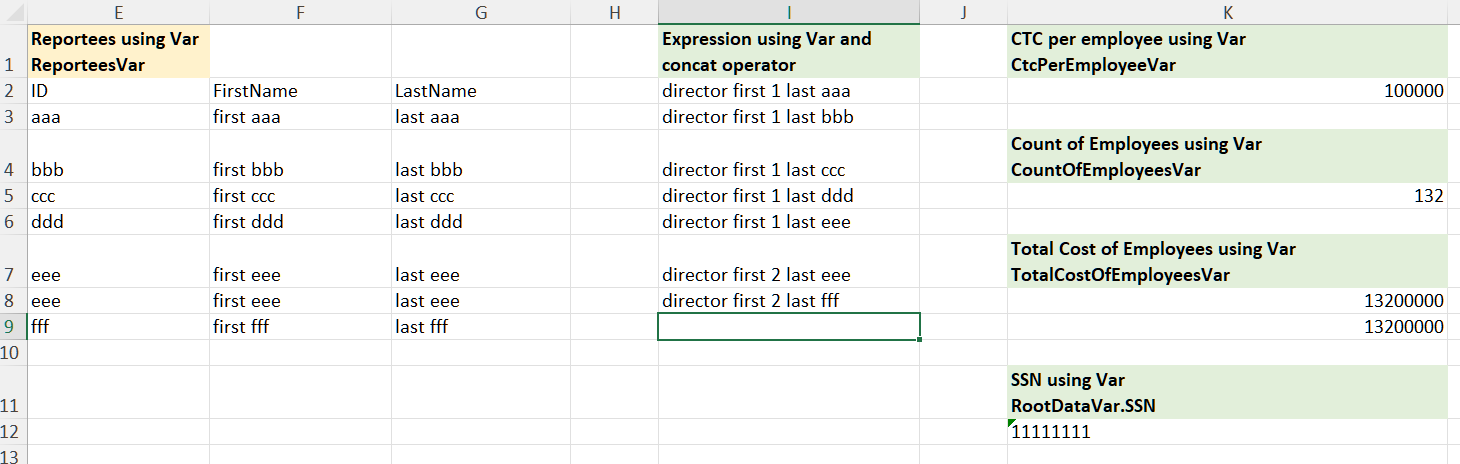 E F G H I J K
1 Reportees using Var
ReporteesVar
Expression using Var and
concat operator
CTC per employee using Var
CtcPerEmployeeVar
2 ID FirstName LastName director first 1 last aaa 100000
3 aaa first aaa last aaa director first 1 last bbb
4 bbb first bbb last bbb director first 1 last ccc
Count of Employees using Var
CountOfEmployeesVar
5 ccc first ccc last ccc director first 1 last ddd 132
6 ddd first ddd last ddd director first 1 last eee
7 eee first eee last eee director first 2 last eee
Total Cost of Employees using Var
TotalCostOfEmployeesVar
8 eee first eee last eee director first 2 last fff 13200000
9 fff first fff last fff 13200000
10
11 SSN using Var
RootDataVar.SSN
12 11111111
13